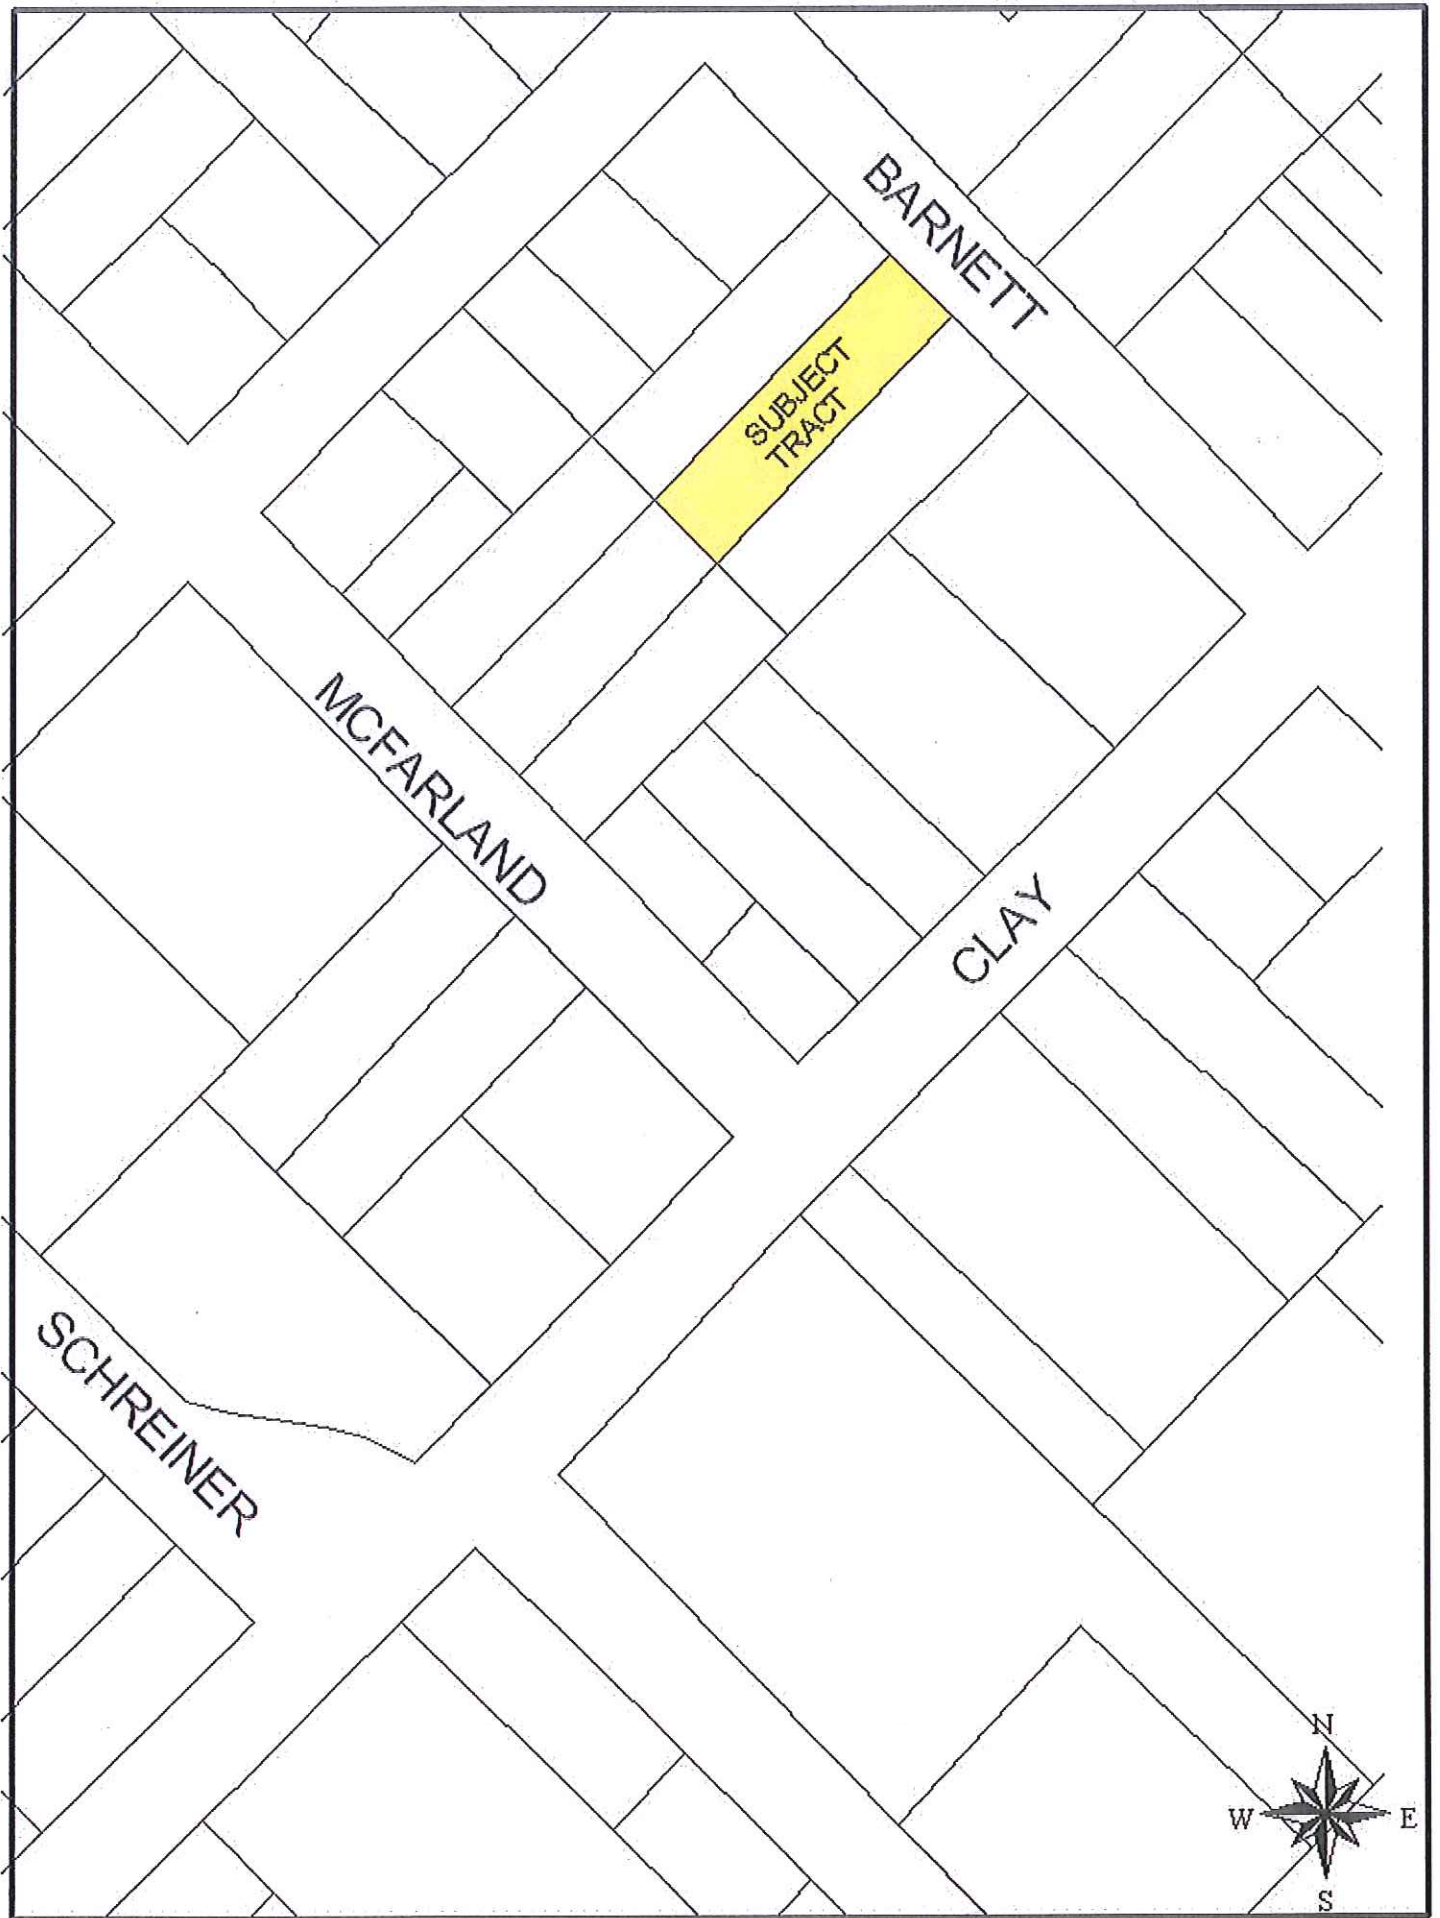 BARNETT
SUBJECT
TRACT
MCFARLAND
CLAY
SCHREINER
N
W
E
S